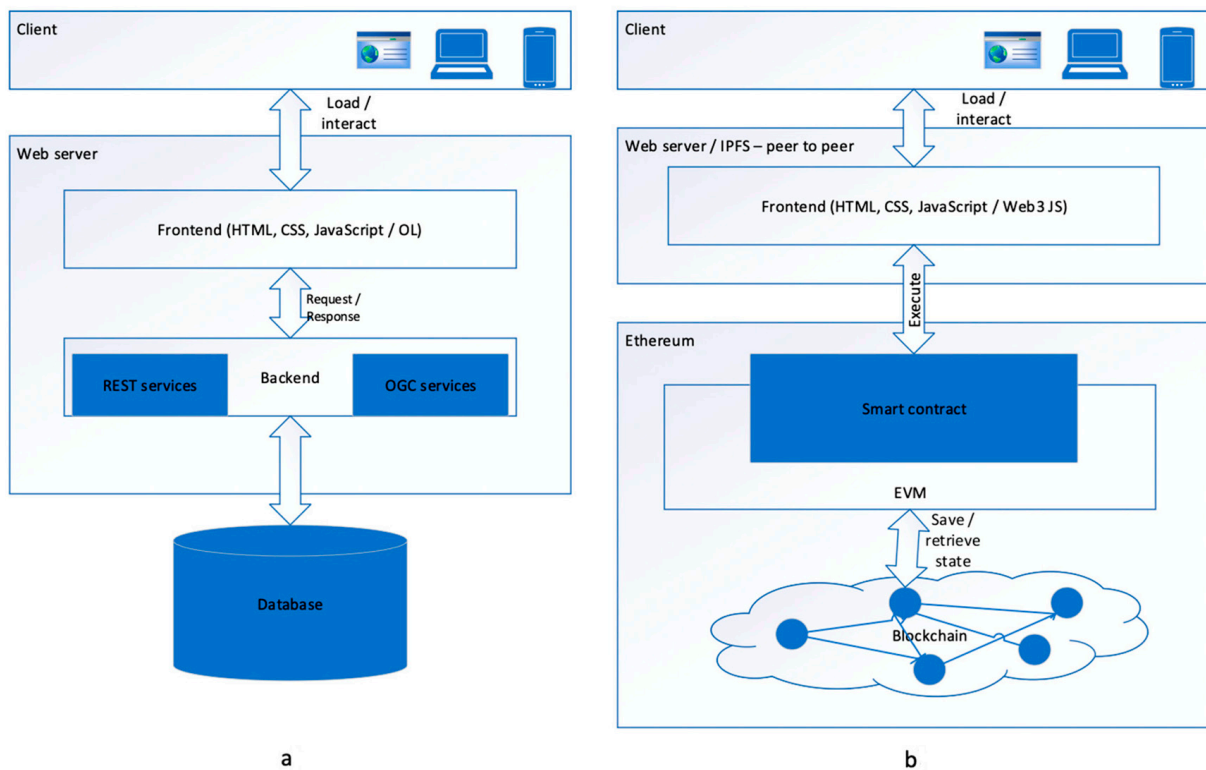 Client
Load /
interact
Web server
Frontend (HTML, CSS, JavaScript / OL)
Request /
Response
REST services
Backend
OGC services
Database
a
Client
Load /
interact
Web server / IPFS – peer to peer
Frontend (HTML, CSS, JavaScript / Web3 JS)
Execute
Ethereum
Smart contract
EVM
Save /
retrieve
state
Blockchain
b